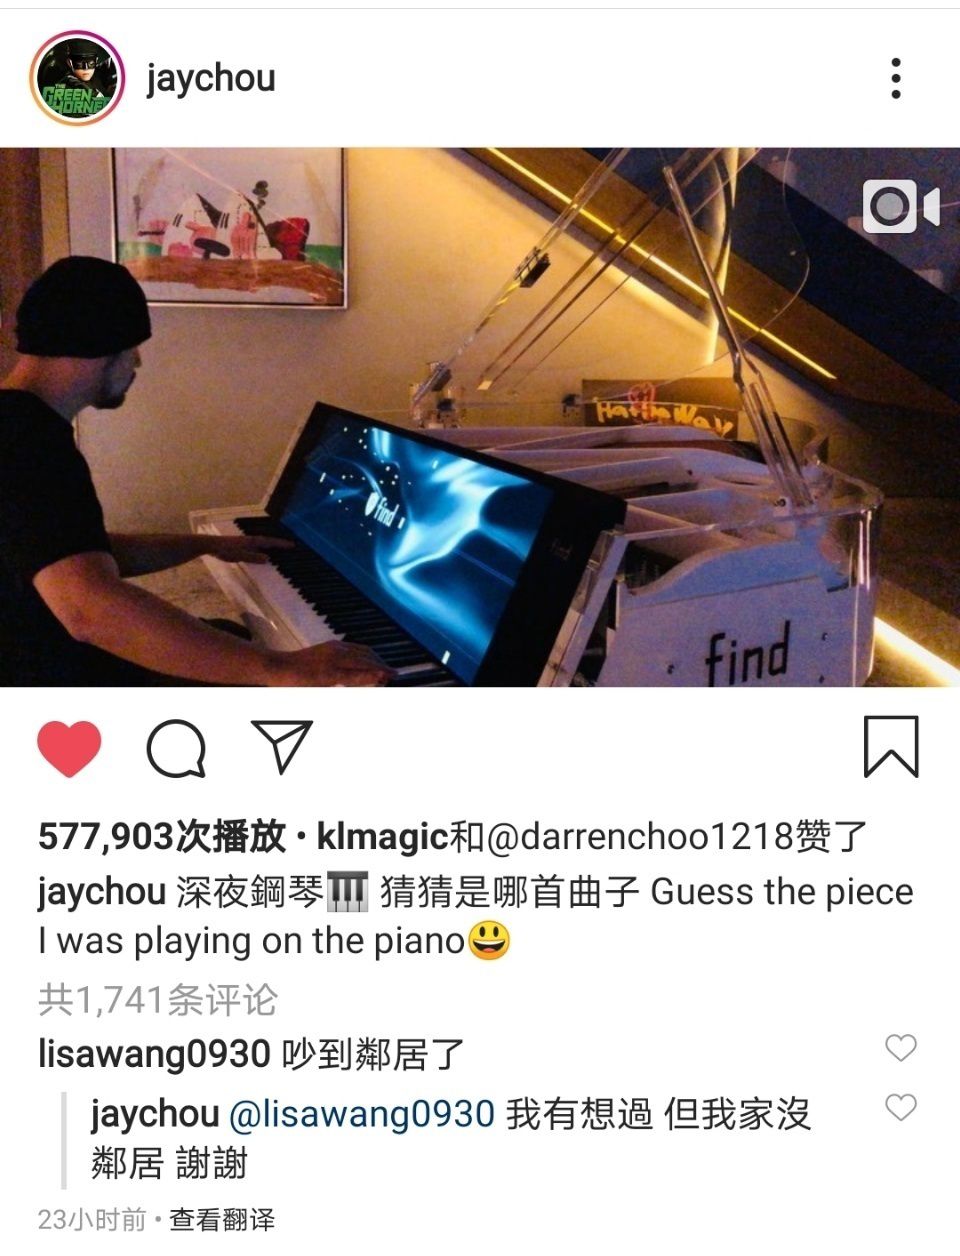 THE
GREEN
HORNET
jaychou
find
find
577,903次播放 · klmagic和@darrenchoo1218赞了
jaychou 深夜鋼琴🎹 猜猜是哪首曲子 Guess the piece
I was playing on the piano😃
共1,741条评论
lisawang0930 吵到鄰居了
jaychou @lisawang0930 我有想過 但我家沒
鄰居 謝謝
23小时前 · 查看翻译